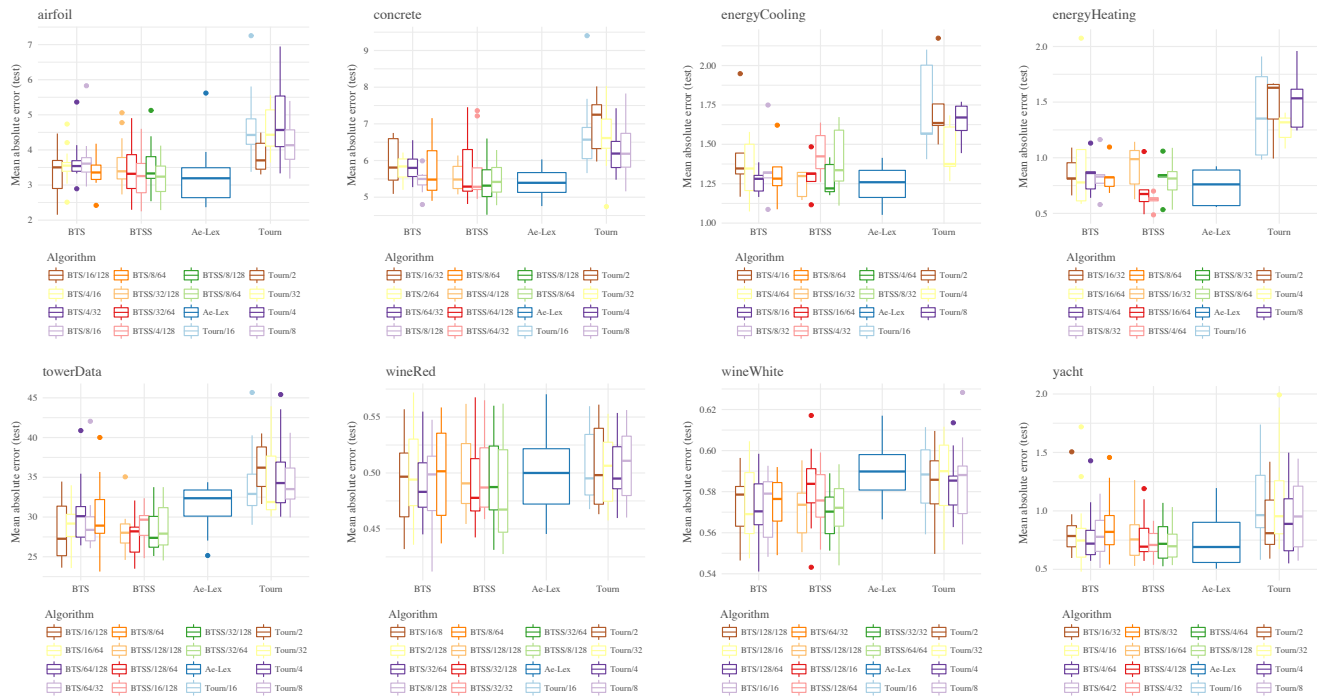 airfoil
concrete
energyCooling
energyHeating
Mean absolute error (test)
7
6
5
4
3
2
BTS
BTSS
Ae-Lex
Tourn
Mean absolute error (test)
9
8
7
6
5
BTS
BTSS
Ae-Lex
Tourn
Mean absolute error (test)
2.00
1.75
1.50
1.25
1.00
BTS
BTSS
Ae-Lex
Tourn
Mean absolute error (test)
2.0
1.5
1.0
0.5
BTS
BTSS
Ae-Lex
Tourn
Algorithm
BTS/16/128 BTS/8/64 BTSS/8/128 Tourn/2
BTS/4/16 BTSS/32/128 BTSS/8/64 Tourn/32
BTS/4/32 BTSS/32/64 Ae-Lex Tourn/4
BTS/8/16 BTSS/4/128 Tourn/16 Tourn/8
Algorithm
BTS/16/32 BTS/8/64 BTSS/8/128 Tourn/2
BTS/2/64 BTSS/4/128 BTSS/8/64 Tourn/32
BTS/64/32 BTSS/64/128 Ae-Lex Tourn/4
BTS/8/128 BTSS/64/32 Tourn/16 Tourn/8
Algorithm
BTS/4/16 BTS/8/64 BTSS/4/64 Tourn/2
BTS/4/64 BTSS/16/32 BTSS/8/32 Tourn/4
BTS/8/16 BTSS/16/64 Ae-Lex Tourn/8
BTS/8/32 BTSS/4/32 Tourn/16
Algorithm
BTS/16/32 BTS/8/64 BTSS/8/32 Tourn/2
BTS/16/64 BTSS/16/32 BTSS/8/64 Tourn/4
BTS/4/64 BTSS/16/64 Ae-Lex Tourn/8
BTS/8/32 BTSS/4/64 Tourn/16
towerData
wineRed
wineWhite
yacht
Mean absolute error (test)
45
40
35
30
25
BTS
BTSS
Ae-Lex
Tourn
Mean absolute error (test)
0.55
0.50
0.45
BTS
BTSS
Ae-Lex
Tourn
Mean absolute error (test)
0.62
0.60
0.58
0.56
0.54
BTS
BTSS
Ae-Lex
Tourn
Mean absolute error (test)
2.0
1.5
1.0
0.5
BTS
BTSS
Ae-Lex
Tourn
Algorithm
BTS/16/128 BTS/8/64 BTSS/32/128 Tourn/2
BTS/16/64 BTSS/128/128 BTSS/32/64 Tourn/32
BTS/64/128 BTSS/128/64 Ae-Lex Tourn/4
BTS/64/32 BTSS/16/128 Tourn/16 Tourn/8
Algorithm
BTS/16/8 BTS/8/64 BTSS/32/64 Tourn/2
BTS/2/128 BTSS/128/128 BTSS/8/128 Tourn/32
BTS/32/64 BTSS/32/128 Ae-Lex Tourn/4
BTS/8/128 BTSS/32/32 Tourn/16 Tourn/8
Algorithm
BTS/128/128 BTS/64/32 BTSS/32/32 Tourn/2
BTS/128/16 BTSS/128/128 BTSS/64/64 Tourn/32
BTS/128/64 BTSS/128/16 Ae-Lex Tourn/4
BTS/16/16 BTSS/128/64 Tourn/16 Tourn/8
Algorithm
BTS/16/32 BTS/8/32 BTSS/4/64 Tourn/2
BTS/4/16 BTSS/16/64 BTSS/8/128 Tourn/32
BTS/4/64 BTSS/4/128 Ae-Lex Tourn/4
BTS/64/2 BTSS/4/32 Tourn/16 Tourn/8